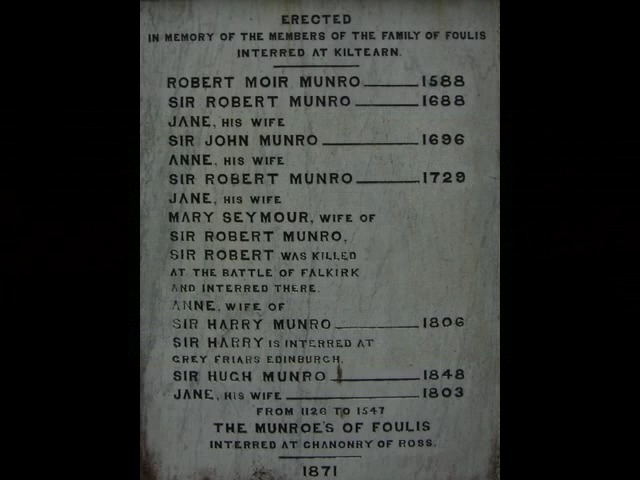 ERECTED
IN MEMORY OF THE MEMBERS OF THE FAMILY OF FOULIS
INTERRED AT KILTEARN.
ROBERT MOIR MUNRO 1588
SIR ROBERT MUNRO 1688
JANE, HIS WIFE
SIR JOHN MUNRO 1696
ANNE, HIS WIFE
SIR ROBERT MUNRO 1729
JANE, HIS WIFE
MARY SEYMOUR, WIFE OF
SIR ROBERT MUNRO,
SIR ROBERT WAS KILLED
AT THE BATTLE OF FALKIRK
AND INTERRED THERE.
ANNE, WIFE OF
SIR HARRY MUNRO 1806
SIR HARRY IS INTERRED AT
GREY FRIARS EDINBURGH.
SIR HUGH MUNRO 1848
JANE, HIS WIFE 1803
FROM 1126 TO 1547
THE MUNROE'S OF FOULIS
INTERRED AT CHANONRY OF ROSS.
1871